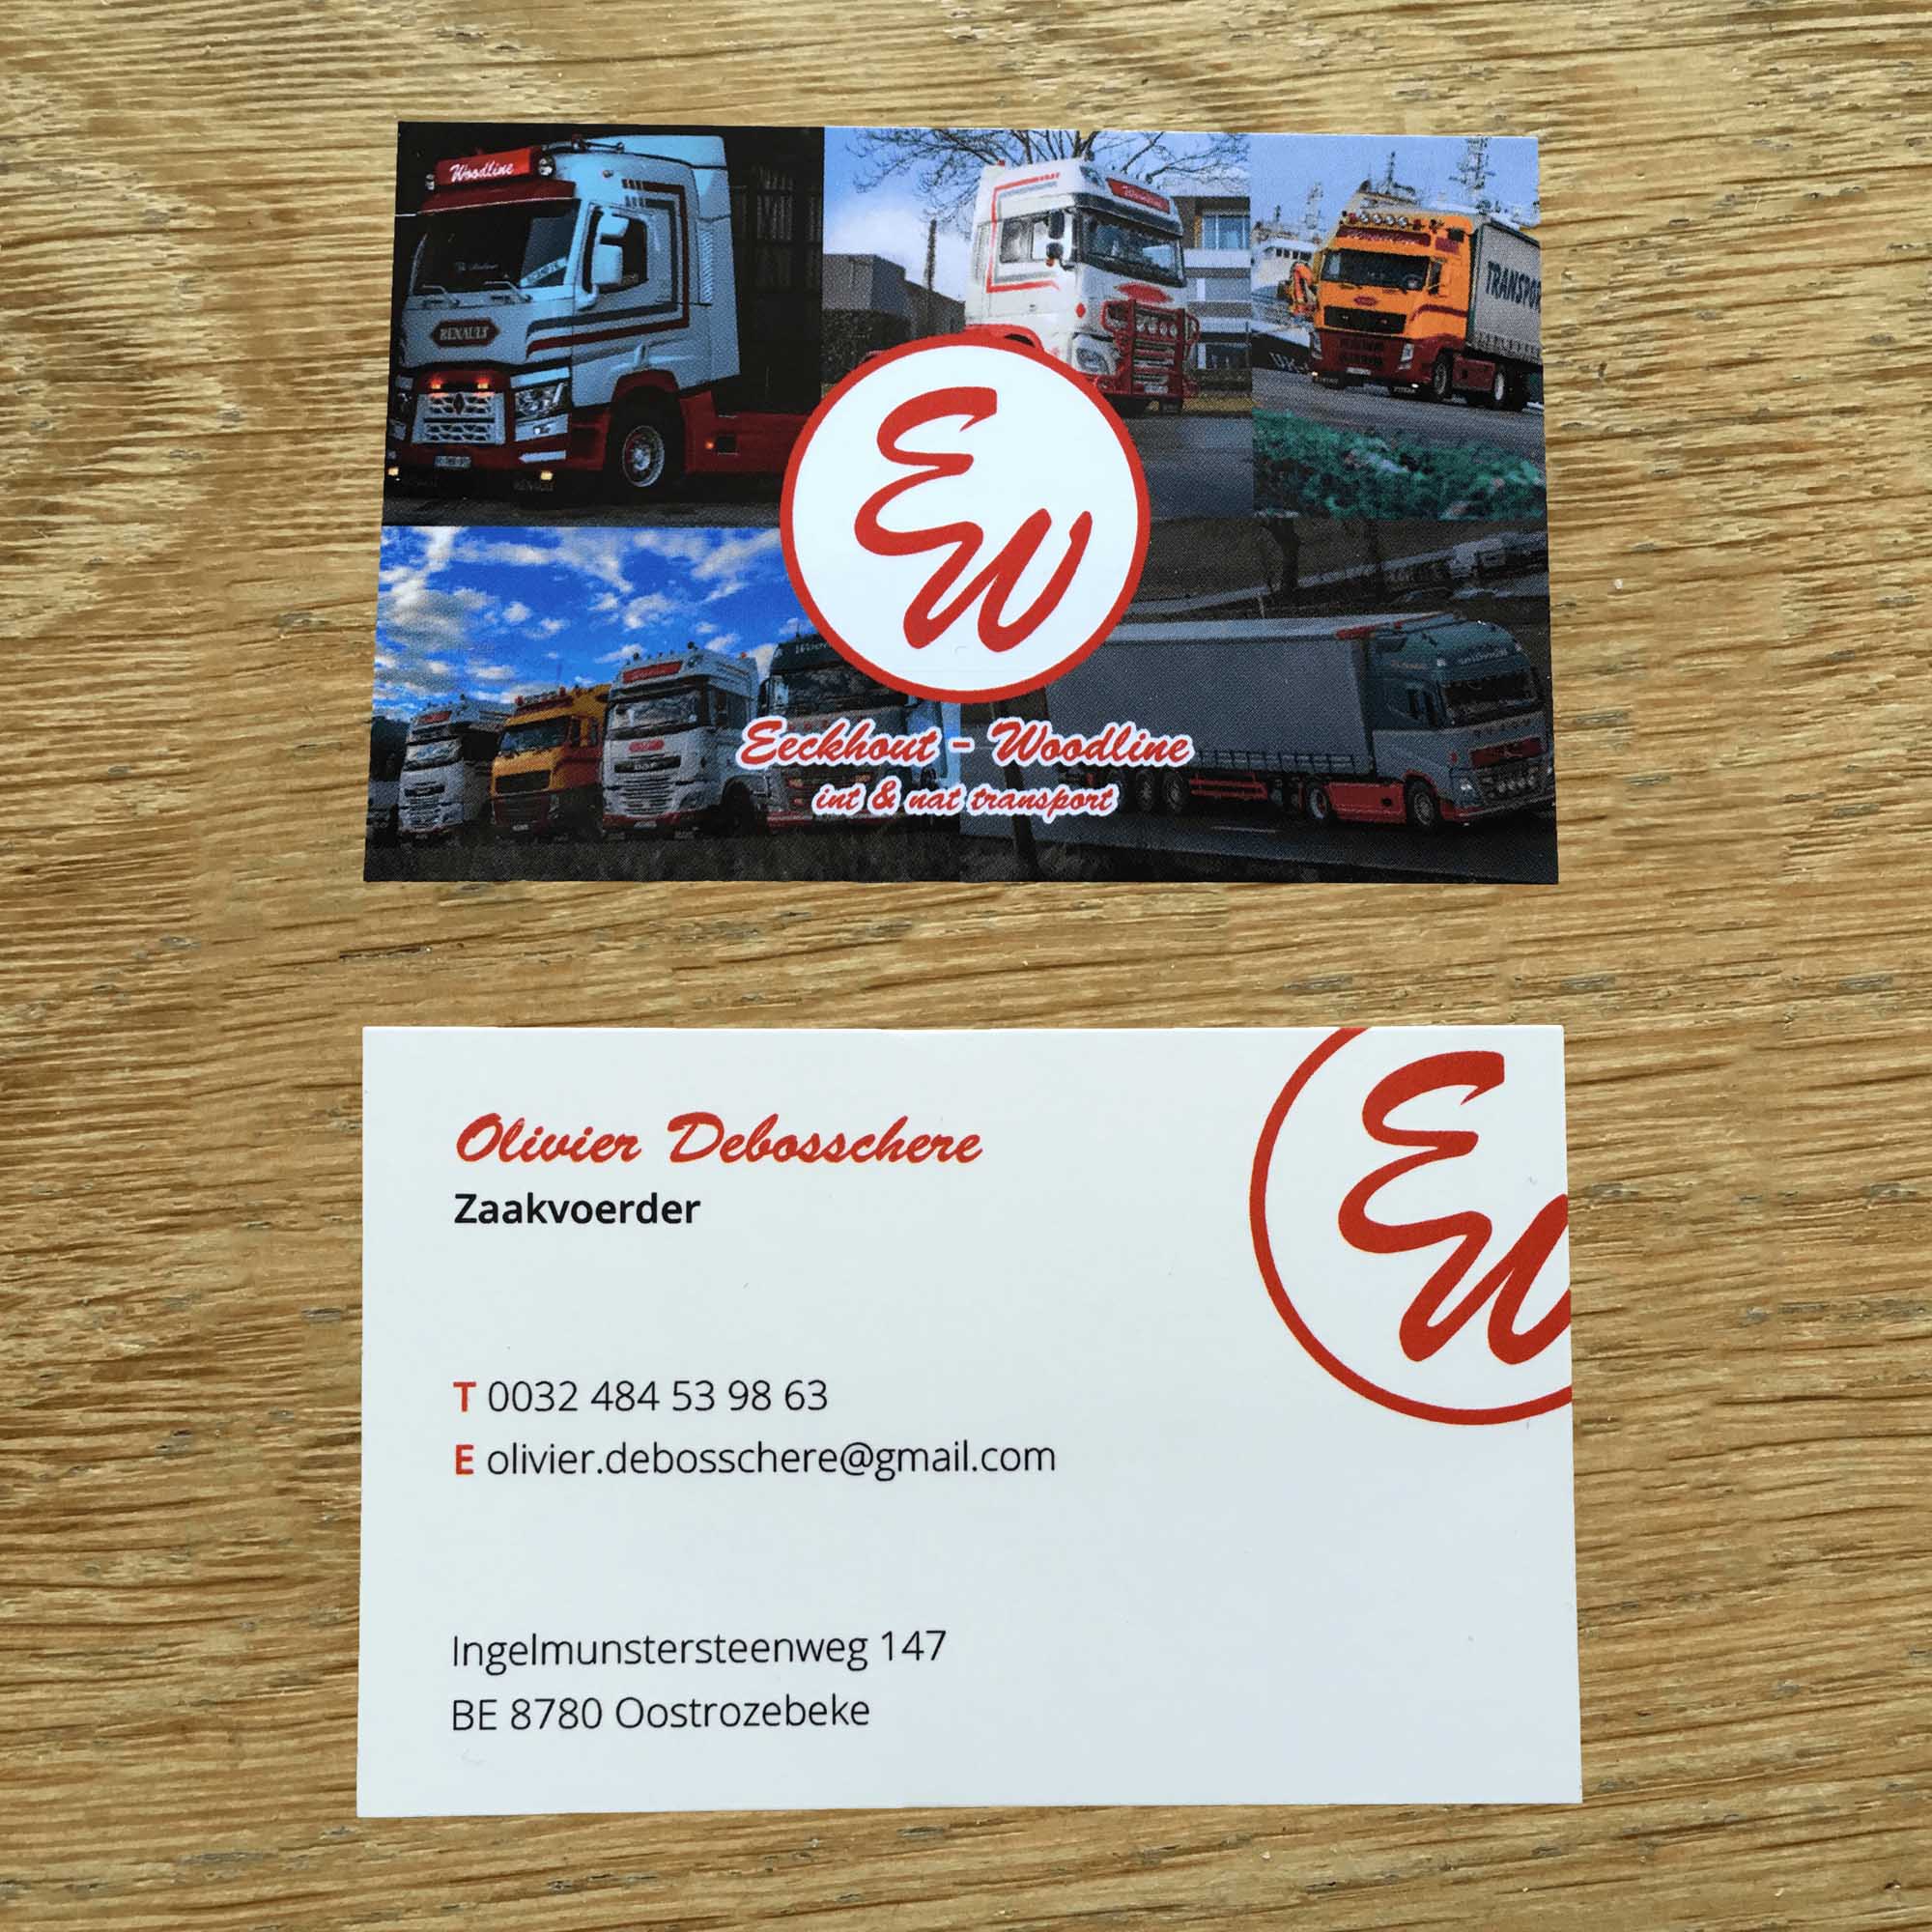 Woodline
RENAULT
TRANSPOR
EW
Eeckhout - Woodline
int & nat transport
Olivier Debosschere
Zaakvoerder
T 0032 484 53 98 63
E olivier.debosschere@gmail.com
Ingelmunstersteenweg 147
BE 8780 Oostrozebeke
EW